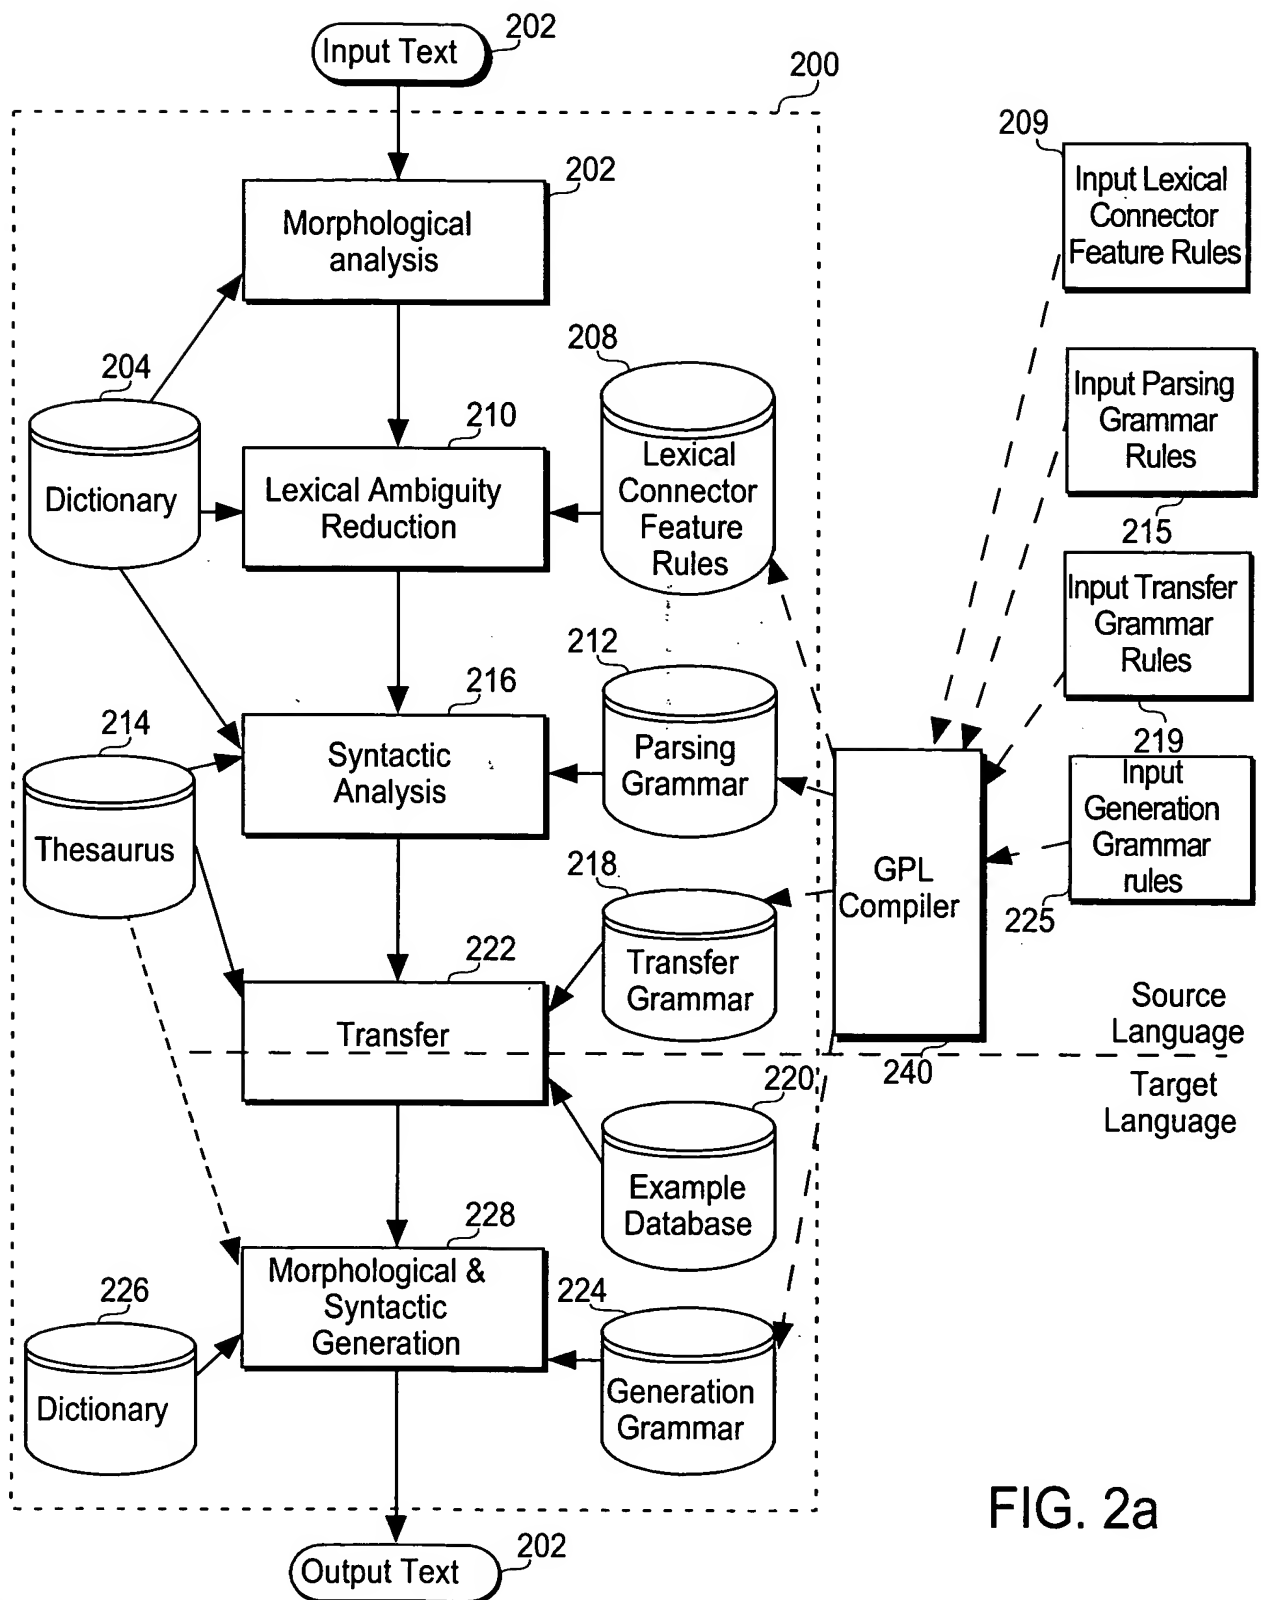 202
Input Text
200
209
Input Lexical
Connector
Feature Rules
202
Morphological
analysis
208
204
Input Parsing
Grammar
Rules
215
210
Dictionary
Lexical Ambiguity
Reduction
Lexical
Connector
Feature
Rules
Input Transfer
Grammar
Rules
219
212
216
214
Syntactic
Analysis
Parsing
Grammar
Input
Generation
Grammar
rules
225
Thesaurus
218
GPL
Compiler
240
222
Transfer
Transfer
Grammar
Source
Language
Target
Language
220
Example
Database
228
Morphological &
Syntactic
Generation
226
224
Dictionary
Generation
Grammar
202
Output Text
FIG. 2a